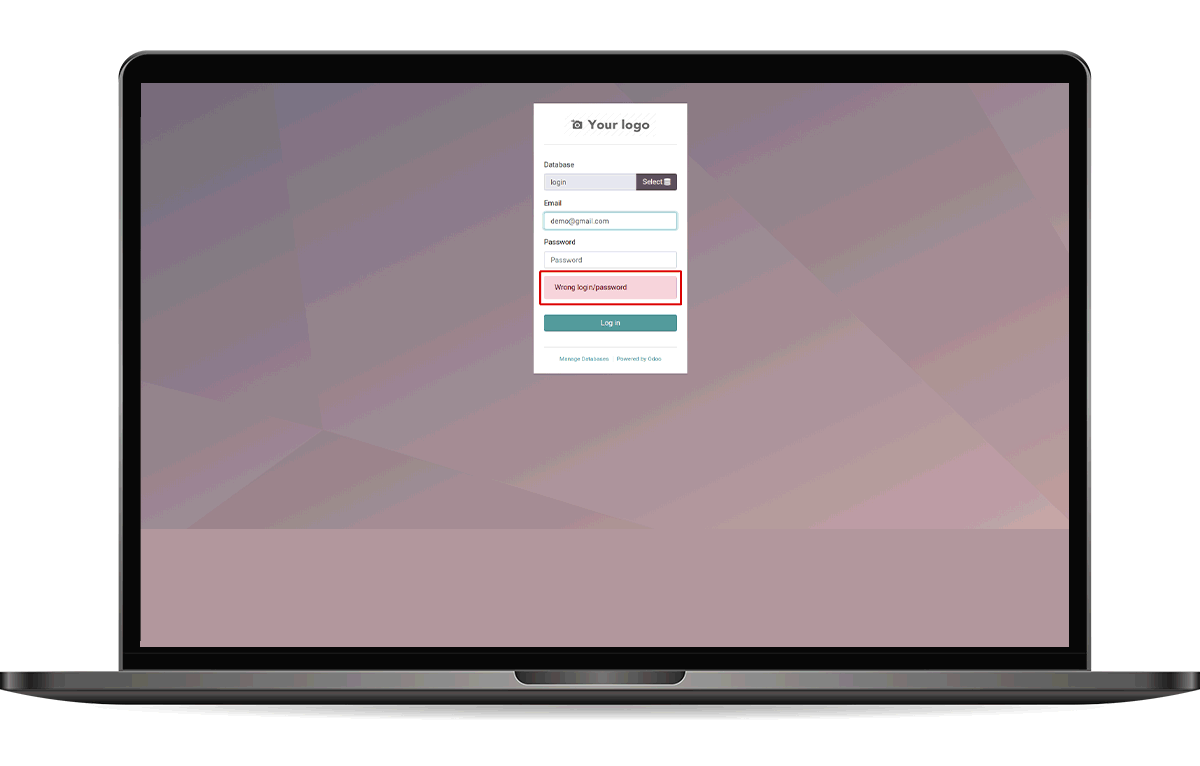 Your logo
Database
login Select
Email
demo@gmail.com
Password
Password
Wrong login/password
Log in
Manage Databases Powered by Odoo